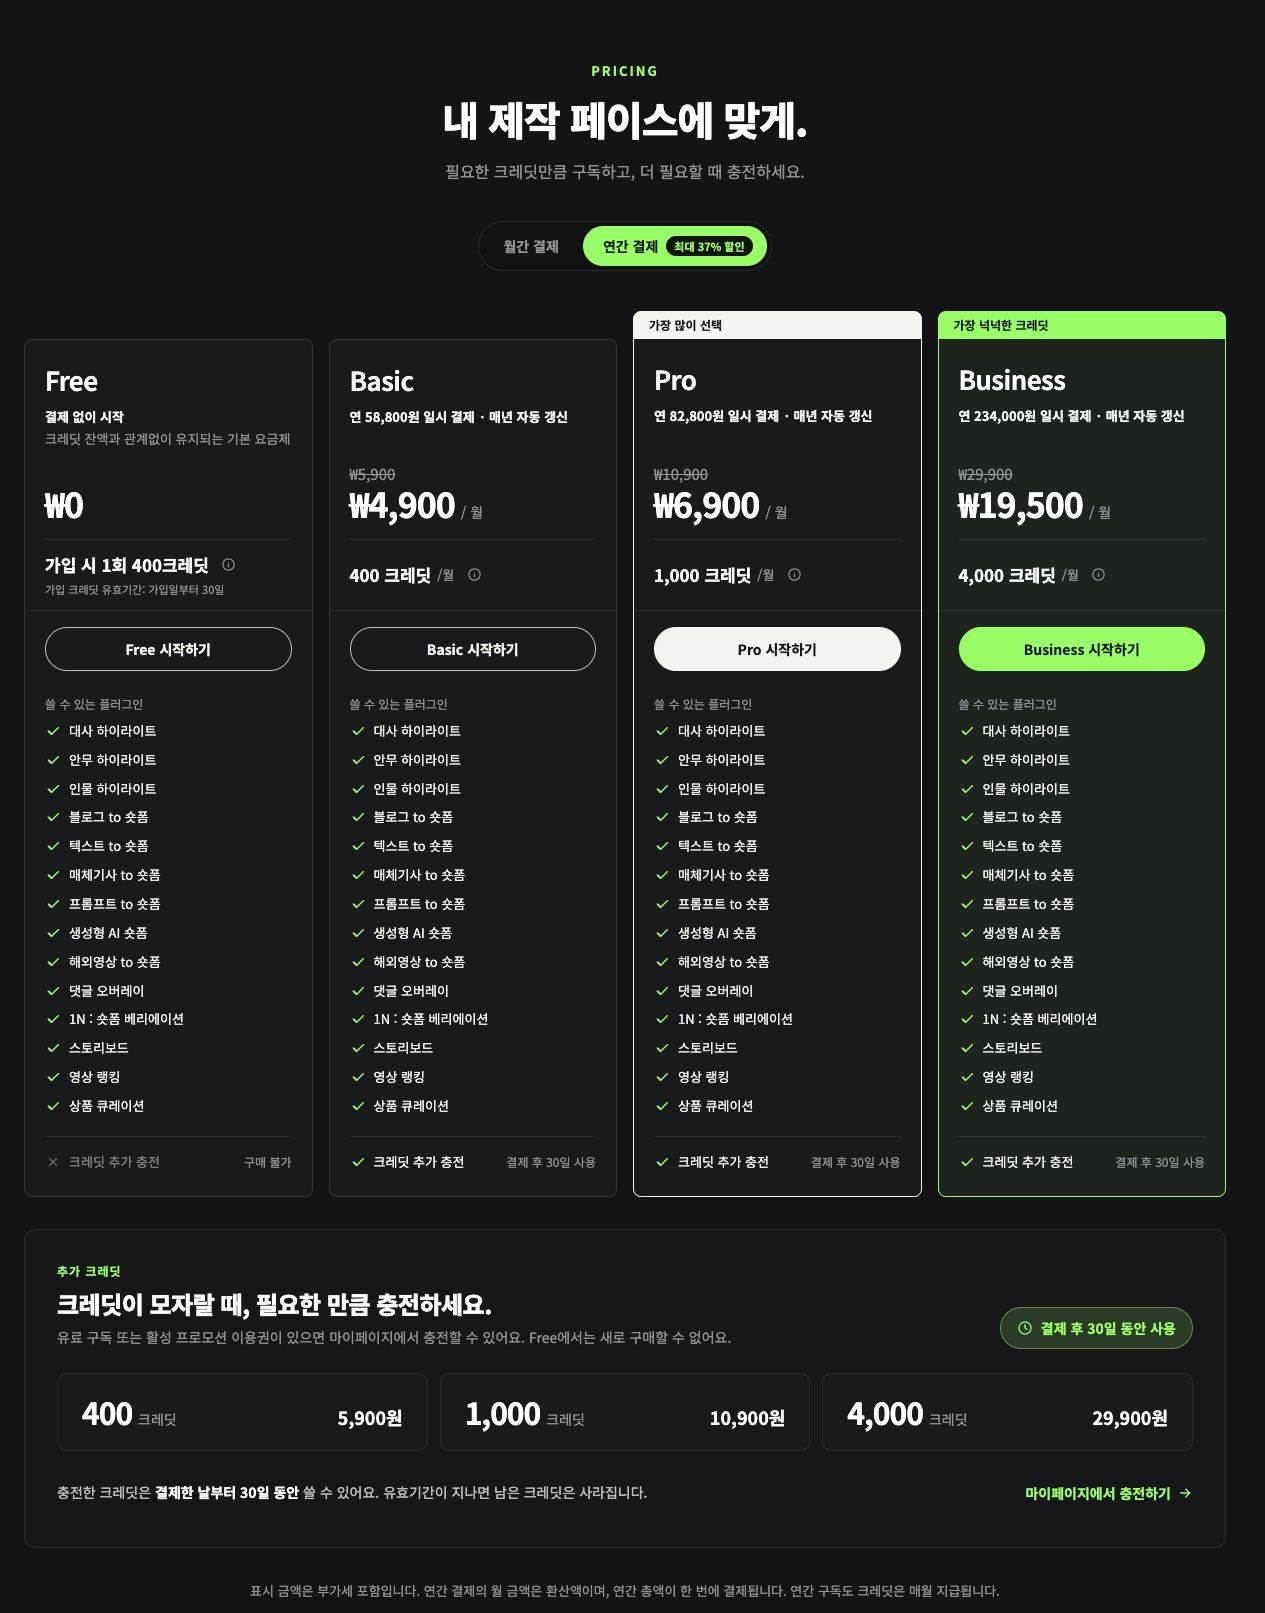 PRICING
내 제작 페이스에 맞게.
필요한 크레딧만큼 구독하고, 더 필요할 때 충전하세요.
월간 결제
연간 결제 최대 37% 할인
Free
결제 없이 시작
크레딧 잔액과 관계없이 유지되는 기본 요금제
₩0
가입 시 1회 400크레딧
가입 크레딧 유효기간: 가입일부터 30일
Free 시작하기
쓸 수 있는 플러그인
대사 하이라이트
안무 하이라이트
인물 하이라이트
블로그 to 숏폼
텍스트 to 숏폼
매체기사 to 숏폼
프롬프트 to 숏폼
생성형 AI 숏폼
해외영상 to 숏폼
댓글 오버레이
1N : 숏폼 베리에이션
스토리보드
영상 랭킹
상품 큐레이션
크레딧 추가 충전 구매 불가
Basic
연 58,800원 일시 결제 · 매년 자동 갱신
₩5,900
₩4,900 / 월
400 크레딧 /월
Basic 시작하기
쓸 수 있는 플러그인
대사 하이라이트
안무 하이라이트
인물 하이라이트
블로그 to 숏폼
텍스트 to 숏폼
매체기사 to 숏폼
프롬프트 to 숏폼
생성형 AI 숏폼
해외영상 to 숏폼
댓글 오버레이
1N : 숏폼 베리에이션
스토리보드
영상 랭킹
상품 큐레이션
크레딧 추가 충전 결제 후 30일 사용
가장 많이 선택
Pro
연 82,800원 일시 결제 · 매년 자동 갱신
₩10,900
₩6,900 / 월
1,000 크레딧 /월
Pro 시작하기
쓸 수 있는 플러그인
대사 하이라이트
안무 하이라이트
인물 하이라이트
블로그 to 숏폼
텍스트 to 숏폼
매체기사 to 숏폼
프롬프트 to 숏폼
생성형 AI 숏폼
해외영상 to 숏폼
댓글 오버레이
1N : 숏폼 베리에이션
스토리보드
영상 랭킹
상품 큐레이션
크레딧 추가 충전 결제 후 30일 사용
가장 넉넉한 크레딧
Business
연 234,000원 일시 결제 · 매년 자동 갱신
₩29,900
₩19,500 / 월
4,000 크레딧 /월
Business 시작하기
쓸 수 있는 플러그인
대사 하이라이트
안무 하이라이트
인물 하이라이트
블로그 to 숏폼
텍스트 to 숏폼
매체기사 to 숏폼
프롬프트 to 숏폼
생성형 AI 숏폼
해외영상 to 숏폼
댓글 오버레이
1N : 숏폼 베리에이션
스토리보드
영상 랭킹
상품 큐레이션
크레딧 추가 충전 결제 후 30일 사용
추가 크레딧
크레딧이 모자랄 때, 필요한 만큼 충전하세요.
유료 구독 또는 활성 프로모션 이용권이 있으면 마이페이지에서 충전할 수 있어요. Free에서는 새로 구매할 수 없어요.
결제 후 30일 동안 사용
400 크레딧 5,900원
1,000 크레딧 10,900원
4,000 크레딧 29,900원
충전한 크레딧은 결제한 날부터 30일 동안 쓸 수 있어요. 유효기간이 지나면 남은 크레딧은 사라집니다.
마이페이지에서 충전하기 →
표시 금액은 부가세 포함입니다. 연간 결제의 월 금액은 환산액이며, 연간 총액이 한 번에 결제됩니다. 연간 구독도 크레딧은 매월 지급됩니다.